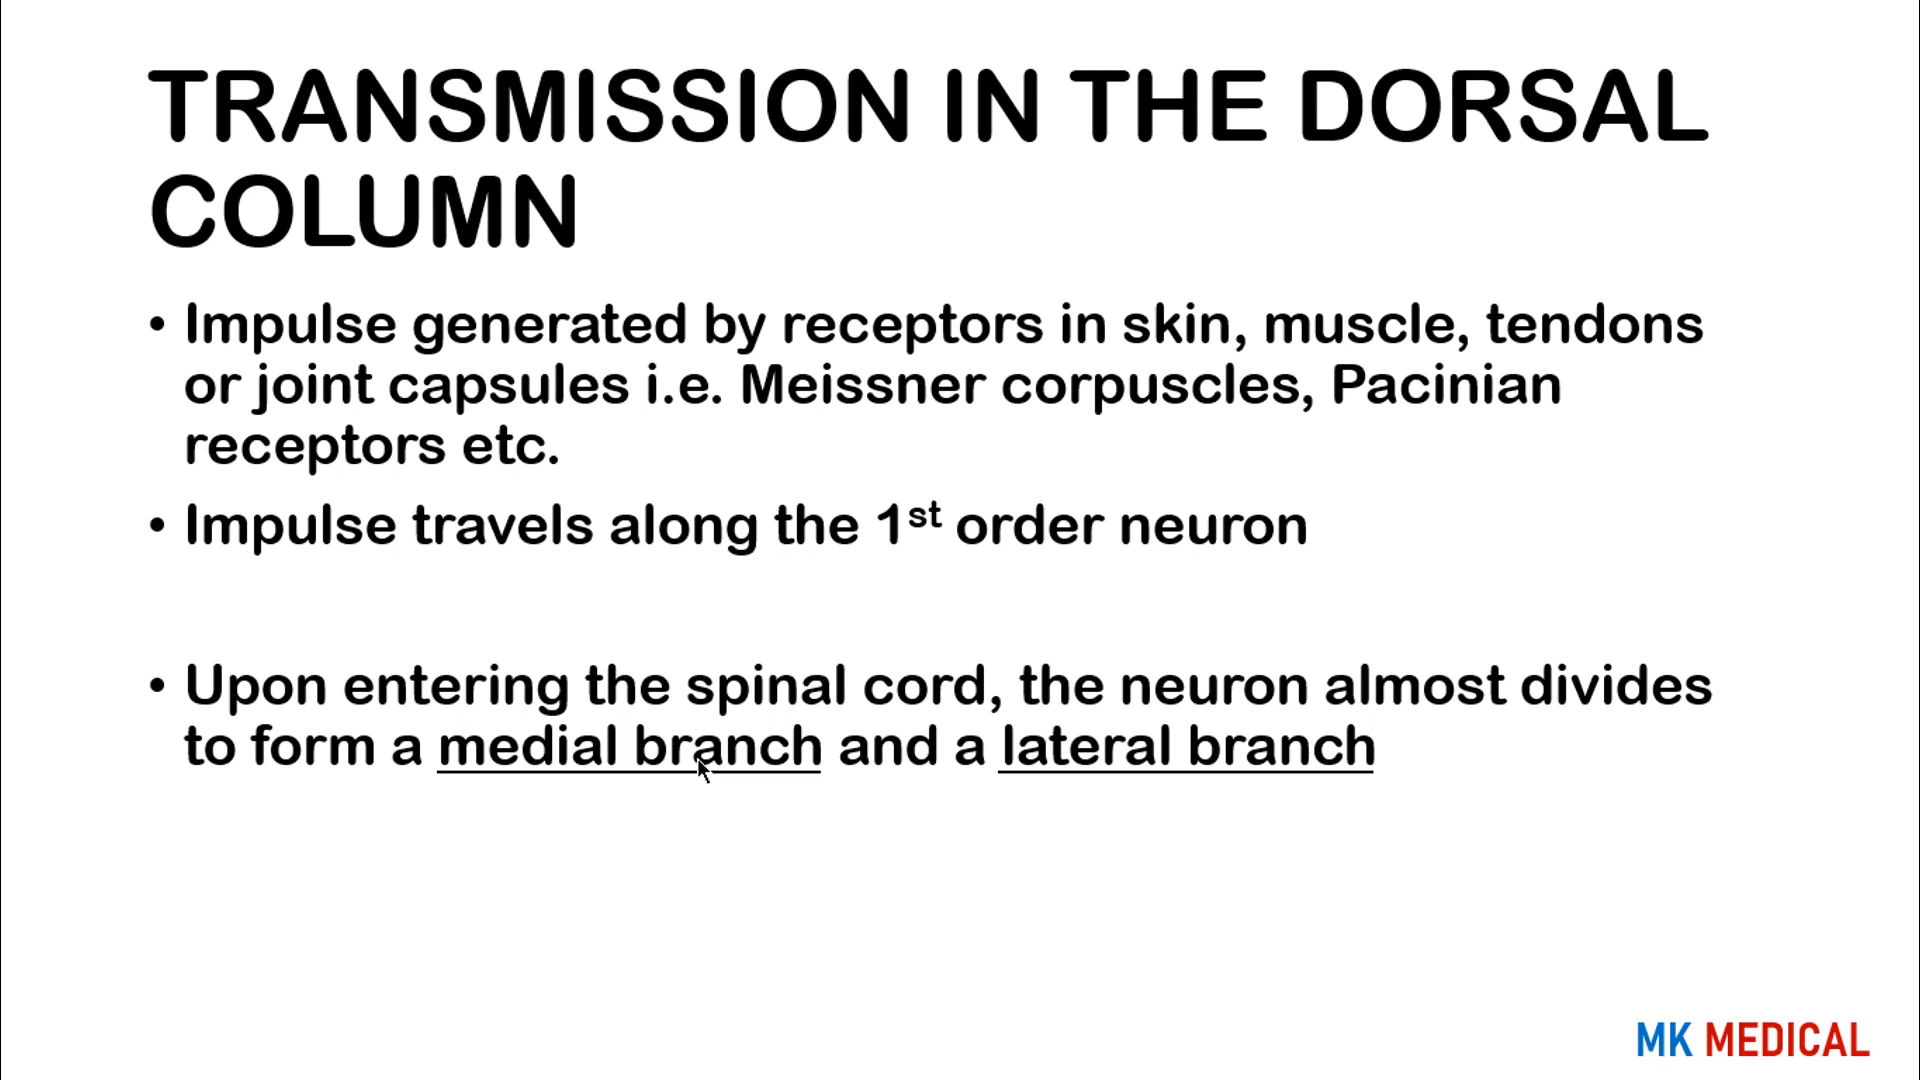 TRANSMISSION IN THE DORSAL
COLUMN
• Impulse generated by receptors in skin, muscle, tendons
or joint capsules i.e. Meissner corpuscles, Pacinian
receptors etc.
• Impulse travels along the 1st order neuron
• Upon entering the spinal cord, the neuron almost divides
to form a medial branch and a lateral branch
MK MEDICAL